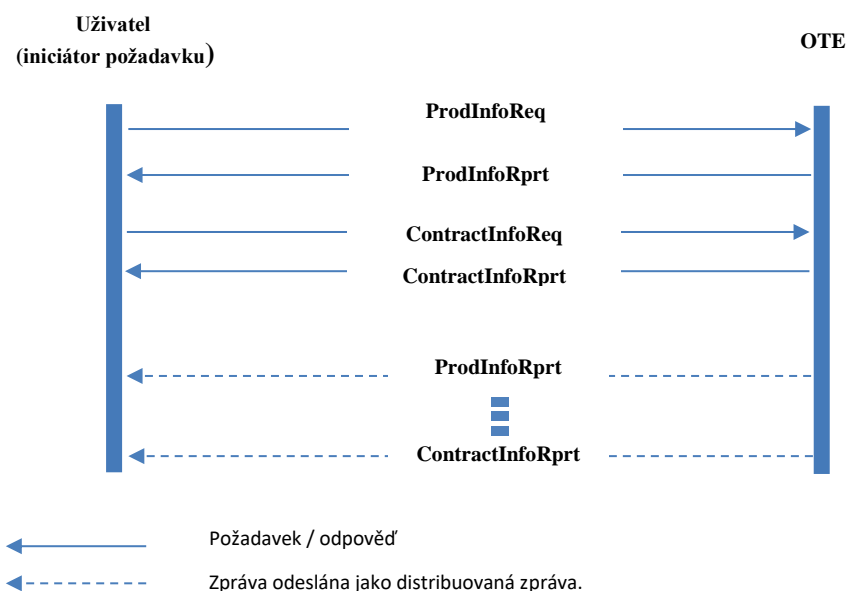 Uživatel
(iniciátor požadavku)
OTE
ProdInfoReq
ProdInfoRprt
ContractInfoReq
ContractInfoRprt
ProdInfoRprt
ContractInfoRprt
Požadavek / odpověď
Zpráva odeslána jako distribuovaná zpráva.